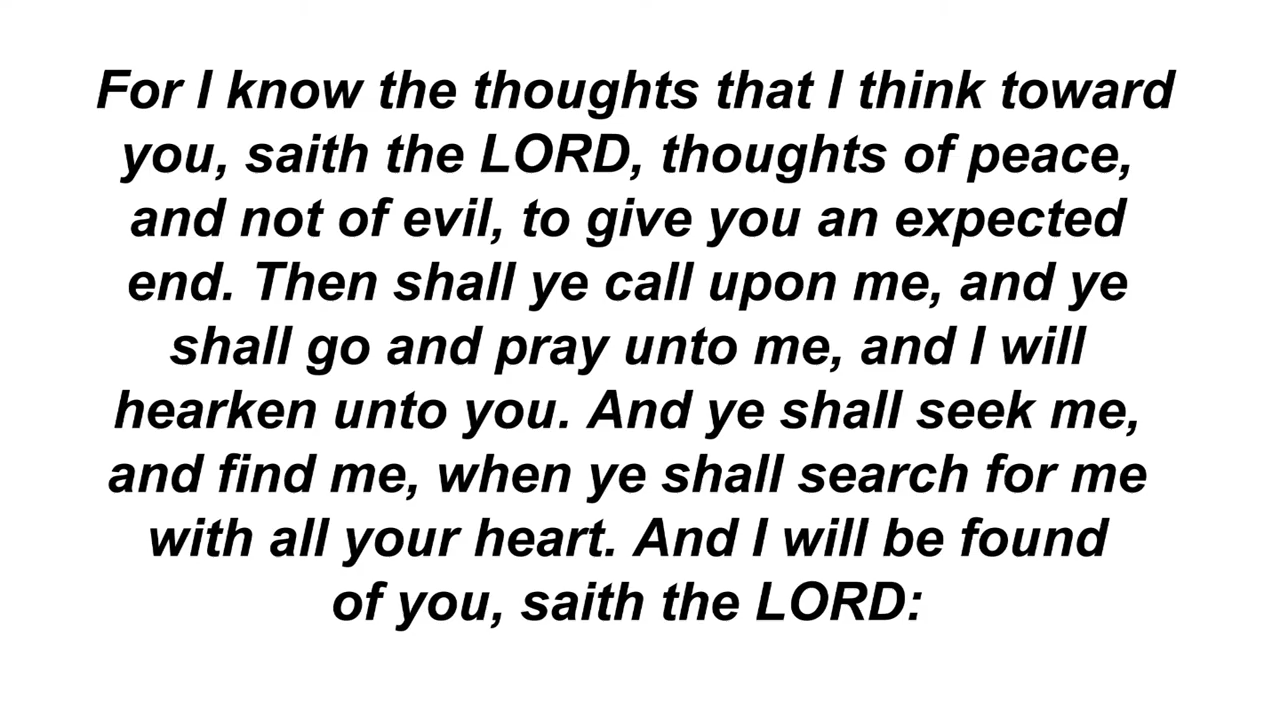 For I know the thoughts that I think toward
you, saith the LORD, thoughts of peace,
and not of evil, to give you an expected
end. Then shall ye call upon me, and ye
shall go and pray unto me, and I will
hearken unto you. And ye shall seek me,
and find me, when ye shall search for me
with all your heart. And I will be found
of you, saith the LORD: